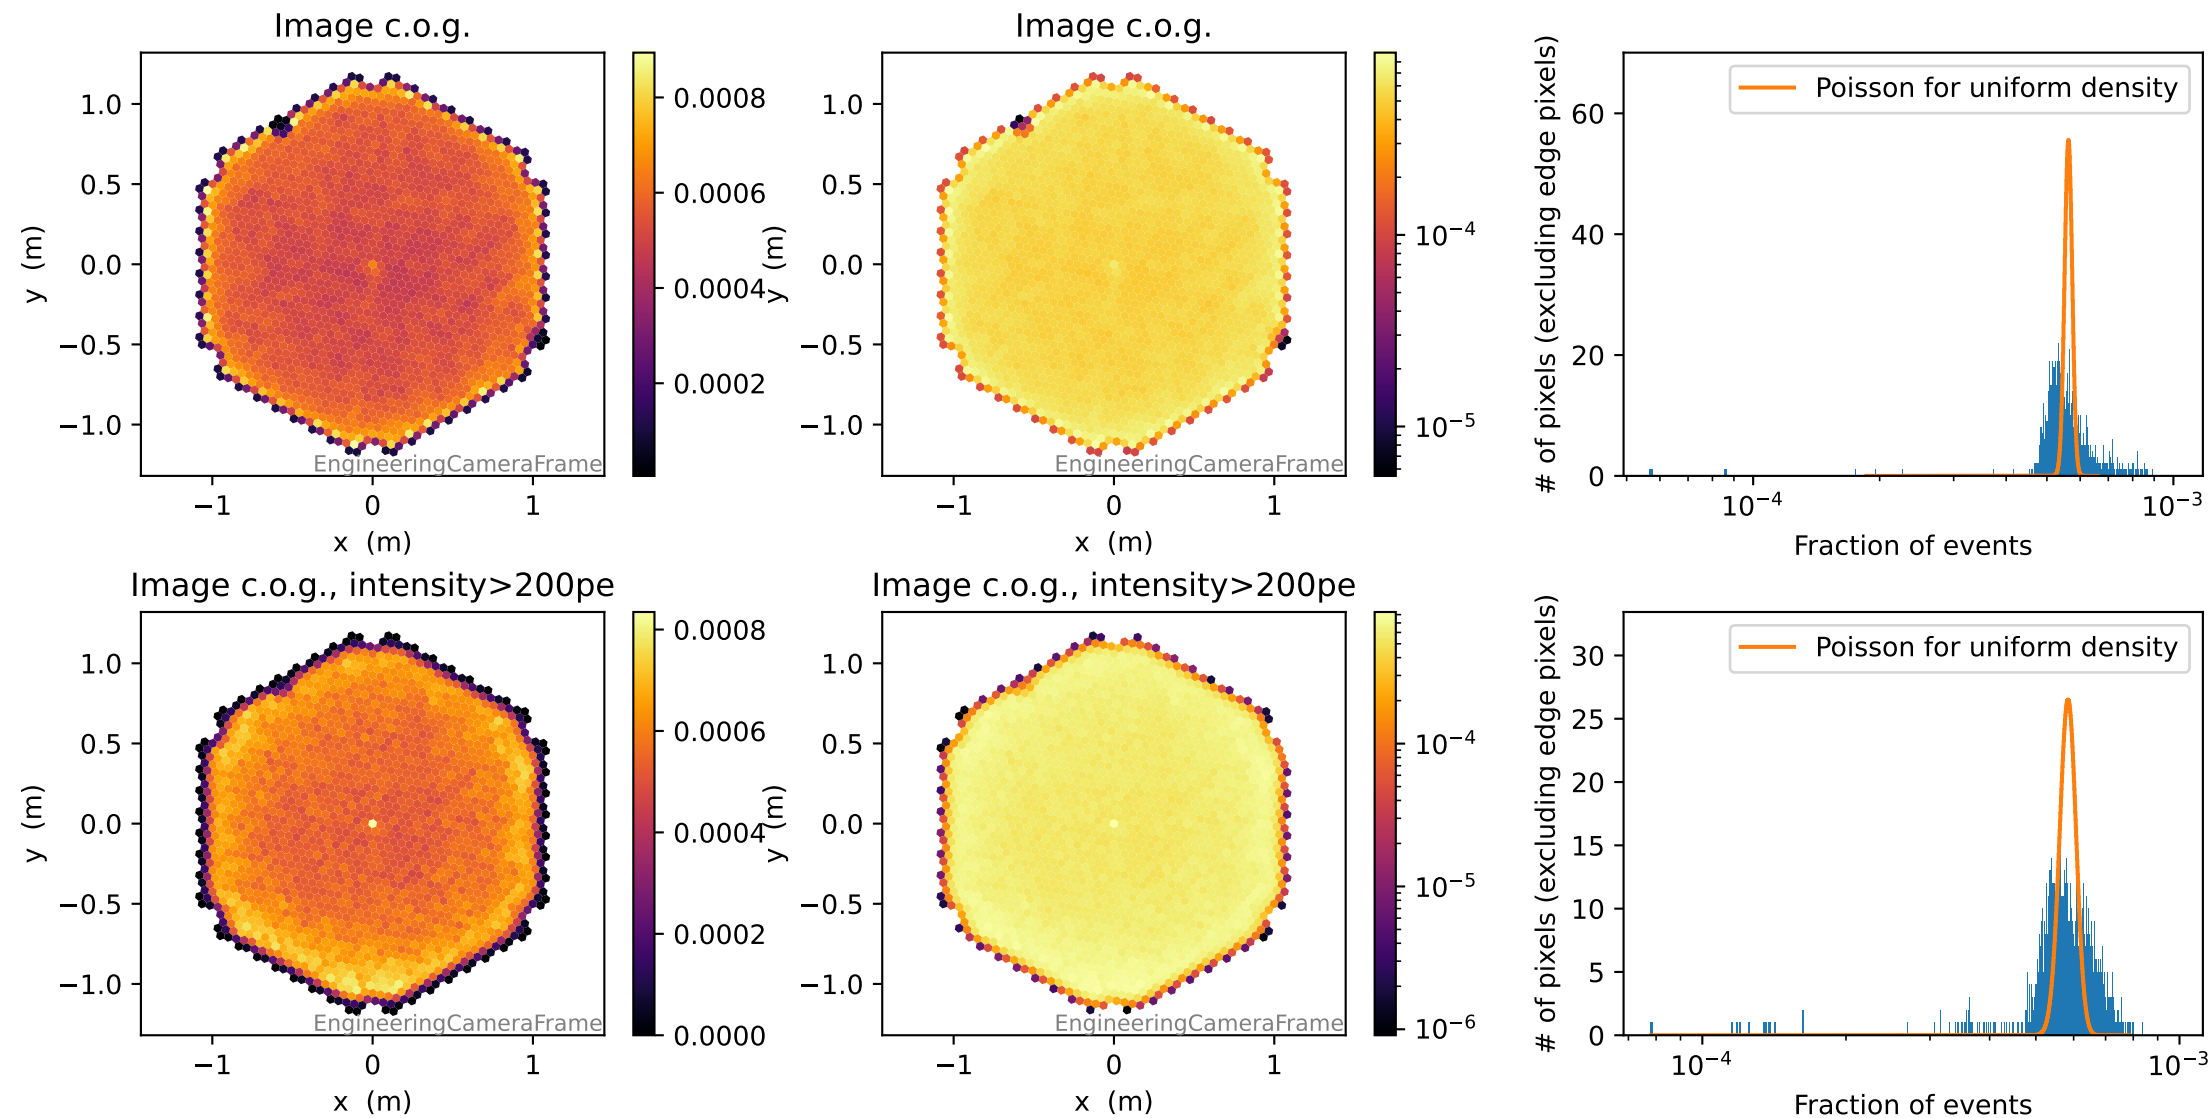 Image c.o.g.
1.0
0.5
0.0
−0.5
−1.0
y (m)
−1
0
1
x (m)
EngineeringCameraFrame
0.0008
0.0006
0.0004
0.0002
Image c.o.g.
1.0
0.5
0.0
−0.5
−1.0
y (m)
−1
0
1
x (m)
EngineeringCameraFrame
10⁻⁴
10⁻⁵
# of pixels (excluding edge pixels)
60
40
20
0
Poisson for uniform density
10⁻⁴
10⁻³
Fraction of events
Image c.o.g., intensity>200pe
1.0
0.5
0.0
−0.5
−1.0
y (m)
−1
0
1
x (m)
EngineeringCameraFrame
0.0008
0.0006
0.0004
0.0002
0.0000
Image c.o.g., intensity>200pe
1.0
0.5
0.0
−0.5
−1.0
y (m)
−1
0
1
x (m)
EngineeringCameraFrame
10⁻⁴
10⁻⁵
10⁻⁶
# of pixels (excluding edge pixels)
30
25
20
15
10
5
0
Poisson for uniform density
10⁻⁴
10⁻³
Fraction of events